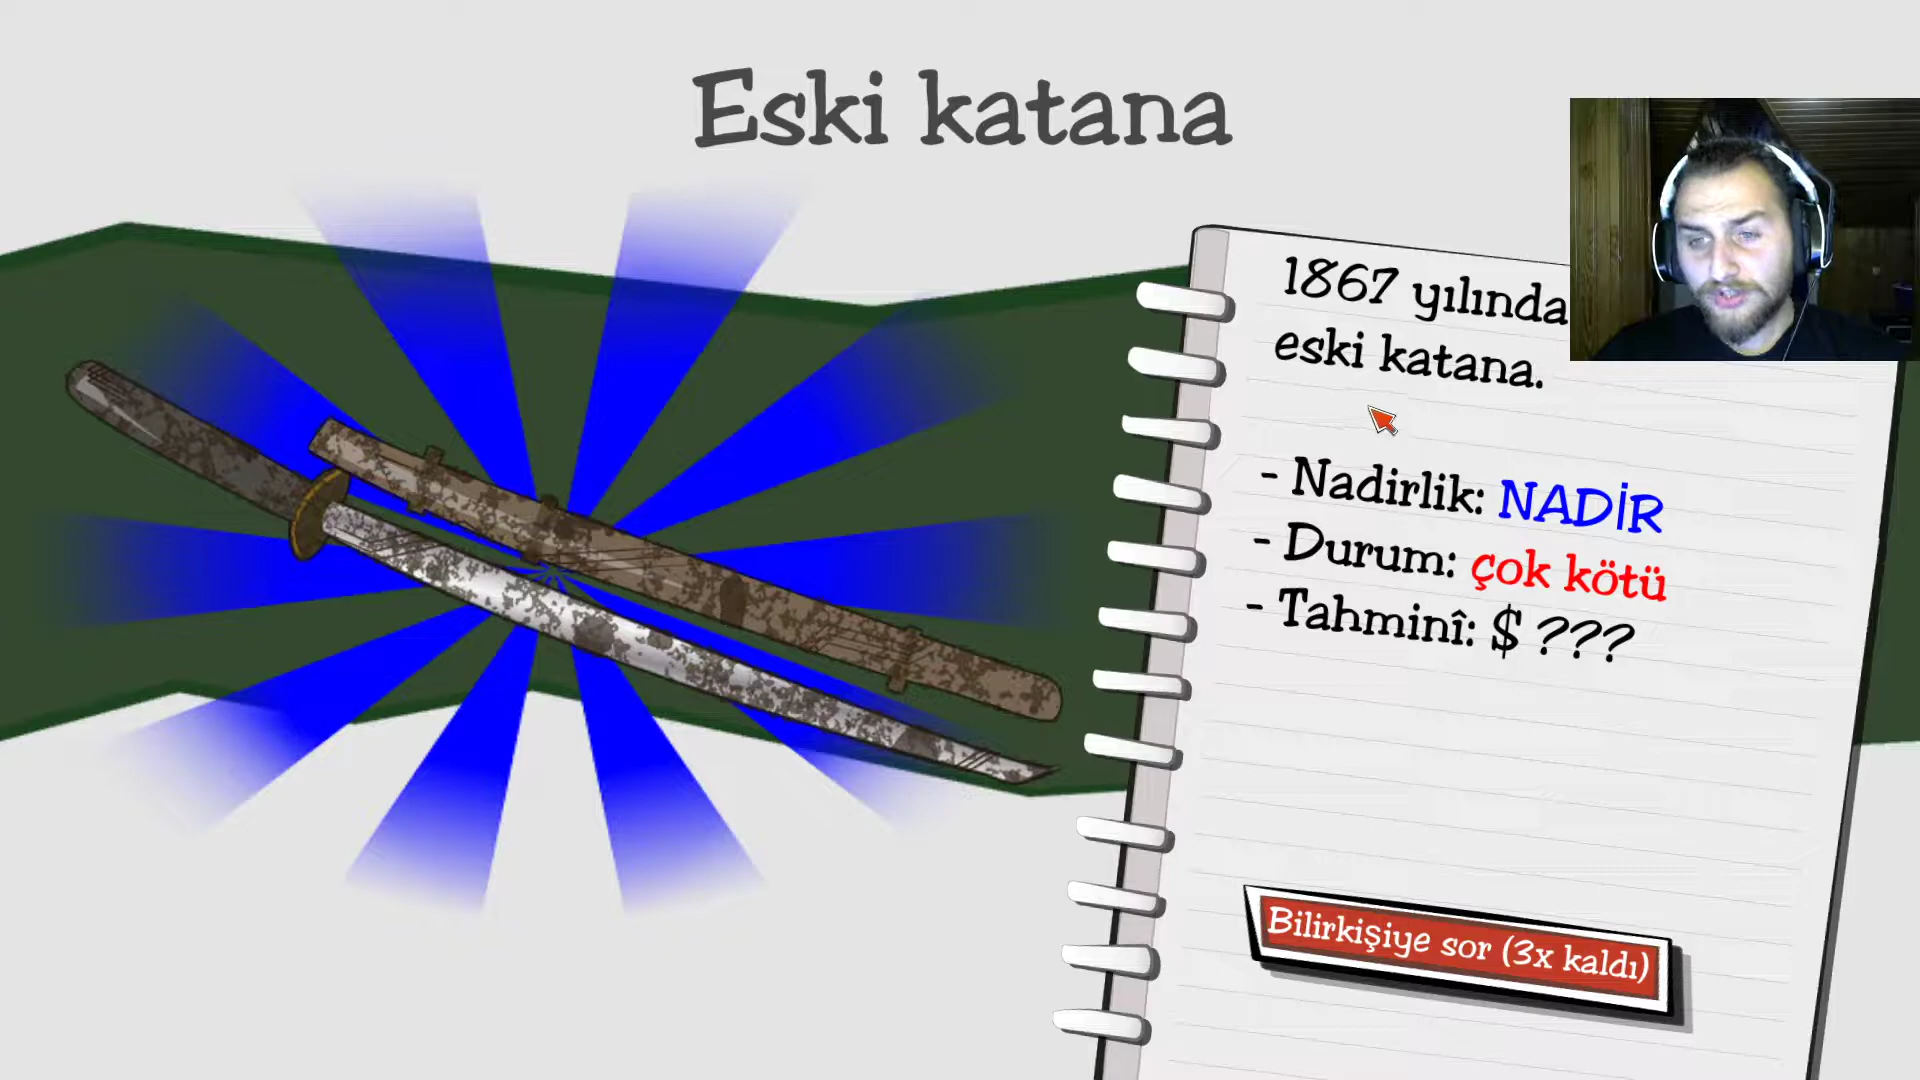 Eski katana
1867 yılında
eski katana.
- Nadirlik: NADİR
- Durum: çok kötü
- Tahminî: $ ???
Bilirkişiye sor (3x kaldı)